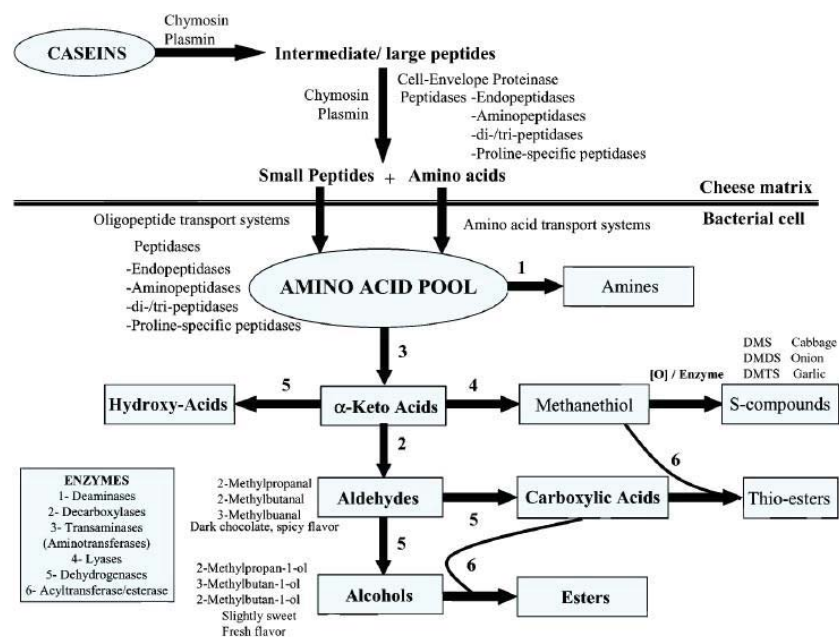 Chymosin
Plasmin
CASEINS
Intermediate/ large peptides
Chymosin
Plasmin
Cell-Envelope Proteinase
Peptidases -Endopeptidases
-Aminopeptidases
-di-/tri-peptidases
-Proline-specific peptidases
Small Peptides + Amino acids
Cheese matrix
Bacterial cell
Oligopeptide transport systems
Amino acid transport systems
Peptidases
-Endopeptidases
-Aminopeptidases
-di-/tri-peptidases
-Proline-specific peptidases
AMINO ACID POOL
1
Amines
3
DMS Cabbage
DMDS Onion
DMTS Garlic
[O] / Enzyme
Hydroxy-Acids
5
α-Keto Acids
4
Methanethiol
S-compounds
2
6
ENZYMES
1- Deaminases
2- Decarboxylases
3- Transaminases
(Aminotransferases)
4- Lyases
5- Dehydrogenases
6- Acyltransferase/esterase
2-Methylpropanal
2-Methylbutanal
3-Methylbuanal
Dark chocolate, spicy flavor
Aldehydes
5
Carboxylic Acids
Thio-esters
5
6
2-Methylpropan-1-ol
3-Methylbutan-1-ol
2-Methylbutan-1-ol
Slightly sweet
Fresh flavor
Alcohols
Esters